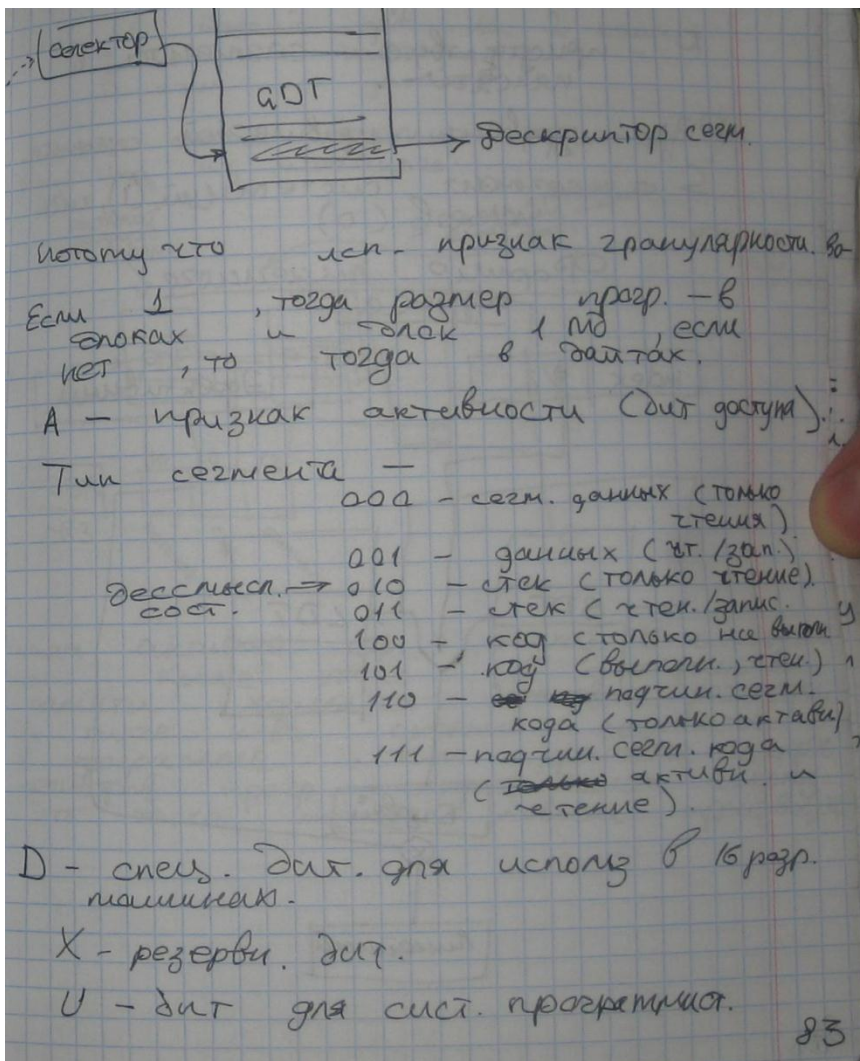 селектор
GDT
Дескриптор сегм.
потому что исп. признак гранулярности.
Если 1, тогда размер прогр. – в
блоках и блок 1 Мб, если
нет, то тогда в байтах.
А – признак активности (бит доступа).
Тип сегмента –
000 – сегм. данных (только
чтения)
001 – данных (чт./зап.)
бессмысл. сост. → 010 – стек (только чтение).
011 – стек (чтен./запис.
100 – код (только на выполн.
101 – код (выполн., чтен.)
110 – подчин. сегм.
кода (только активн)
111 – подчин. сегм. кода
(только активн. и
чтение).
D – спец. бит. для использ в 16 разр.
машинах.
X – резервн. бит.
U – бит для сист. программист.
83